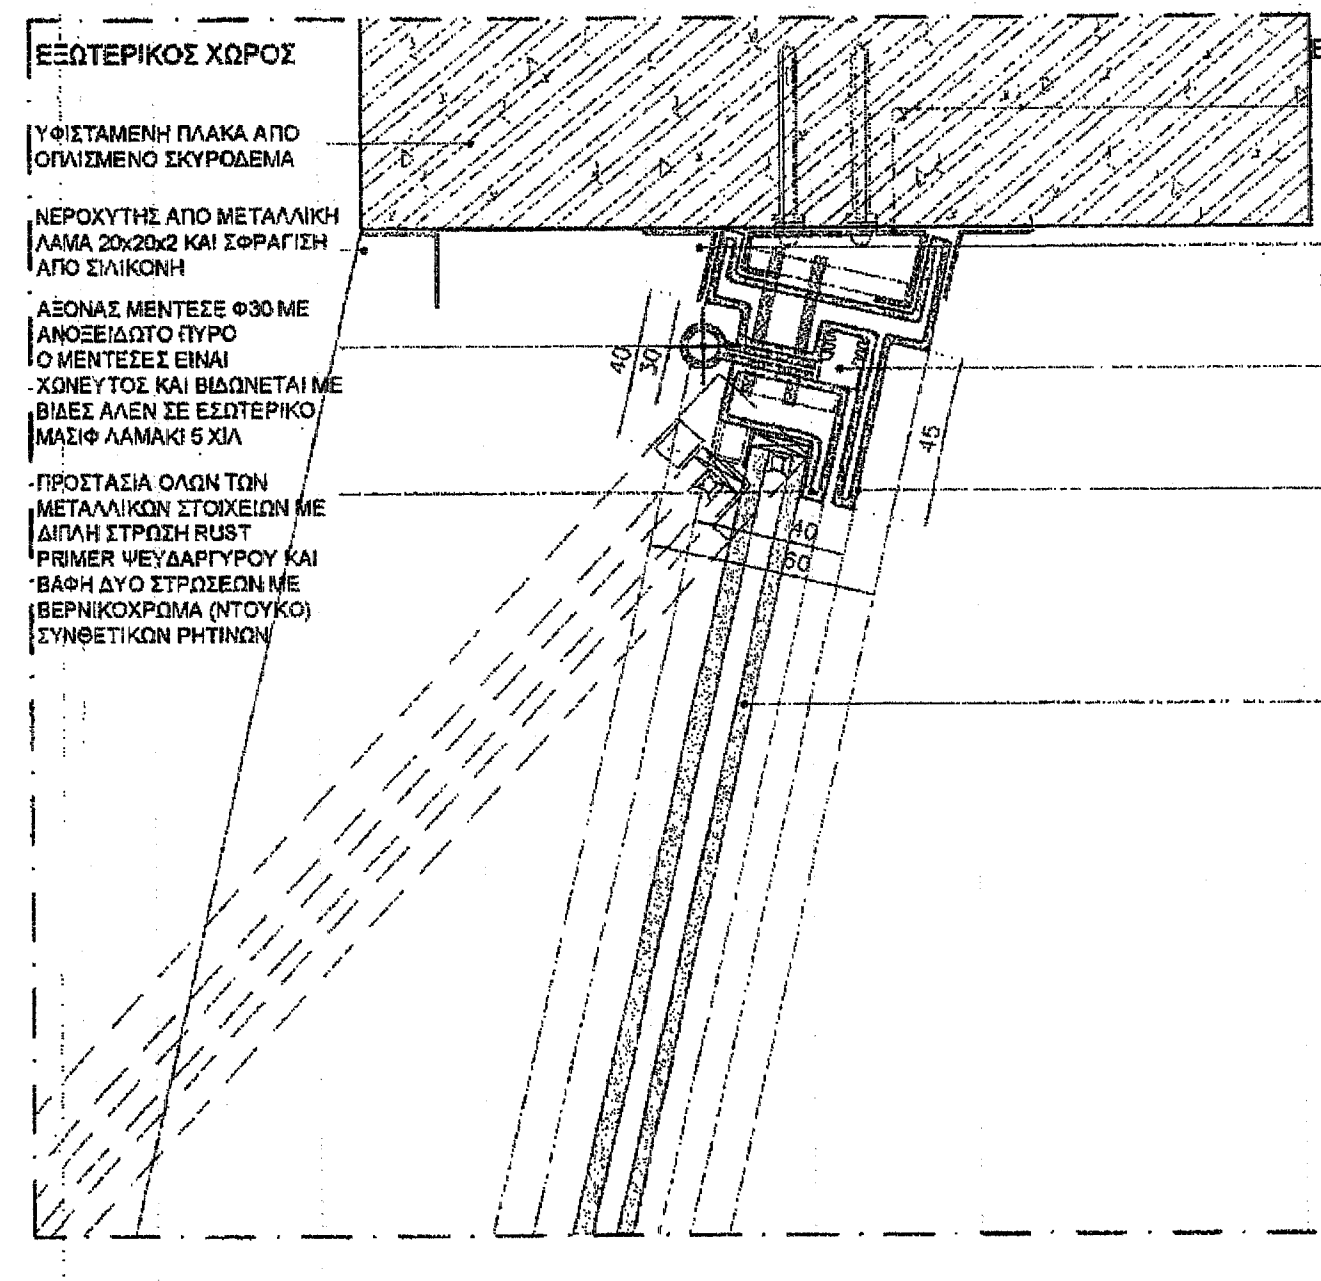 ΕΞΩΤΕΡΙΚΟΣ ΧΩΡΟΣ
ΥΦΙΣΤΑΜΕΝΗ ΠΛΑΚΑ ΑΠΟ
ΟΠΛΙΣΜΕΝΟ ΣΚΥΡΟΔΕΜΑ
ΝΕΡΟΧΥΤΗΣ ΑΠΟ ΜΕΤΑΛΛΙΚΗ
ΛΑΜΑ 20x20x2 ΚΑΙ ΣΦΡΑΓΙΣΗ
ΑΠΟ ΣΙΛΙΚΟΝΗ
ΑΞΟΝΑΣ ΜΕΝΤΕΣΕ Φ30 ΜΕ
ΑΝΟΞΕΙΔΩΤΟ ΠΥΡΟ
Ο ΜΕΝΤΕΣΕΣ ΕΙΝΑΙ
ΧΩΝΕΥΤΟΣ ΚΑΙ ΒΙΔΩΝΕΤΑΙ ΜΕ
ΒΙΔΕΣ ΑΛΕΝ ΣΕ ΕΣΩΤΕΡΙΚΟ
ΜΑΣΙΦ ΛΑΜΑΚΙ 5 ΧΙΛ
ΠΡΟΣΤΑΣΙΑ ΟΛΩΝ ΤΩΝ
ΜΕΤΑΛΛΙΚΩΝ ΣΤΟΙΧΕΙΩΝ ΜΕ
ΔΙΠΛΗ ΣΤΡΩΣΗ RUST
PRIMER ΨΕΥΔΑΡΓΥΡΟΥ ΚΑΙ
ΒΑΦΗ ΔΥΟ ΣΤΡΩΣΕΩΝ ΜΕ
ΒΕΡΝΙΚΟΧΡΩΜΑ (ΝΤΟΥΚΟ)
ΣΥΝΘΕΤΙΚΩΝ ΡΗΤΙΝΩΝ
40
30
45
40
60